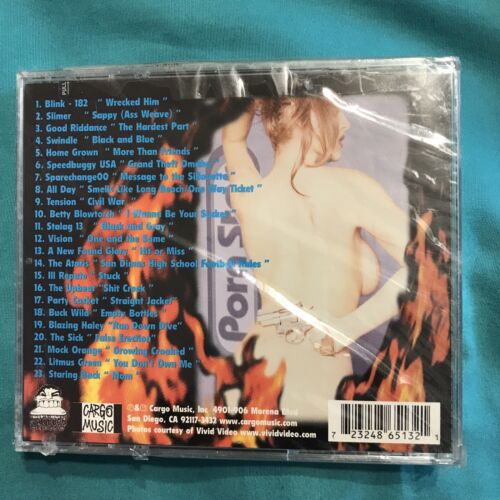 PULL
1. Blink - 182 " Wrecked Him "
2. Slimer " Sappy (Ass Weave) "
3. Good Riddance " The Hardest Part "
4. Swindle " Black and Blue "
5. Home Grown " More Than Friends "
6. Speedbuggy USA " Grand Theft Omaha "
7. Sparechange00 " Message to the Silhouetta "
8. All Day " Smells Like Long Beach/One Way Ticket "
9. Tension " Civil War "
10. Betty Blowtorch " I Wanna Be Your Sucker "
11. Stalag 13 " Black and Gray "
12. Vision " One and the Same "
13. A New Found Glory " Hit or Miss "
14. The Ataris " San Dimas High School Football Rules "
15. Ill Repute " Stuck "
16. The Upbeat "Shit Creek "
17. Party Casket " Straight Jacket "
18. Buck Wild " Empty Bottles "
19. Blazing Haley "Run Down Dive"
20. The Sick " False Erection"
21. Mock Orange " Growing Crooked "
22. Litmus Green " You Don't Own Me "
23. Staring Back " Mom "
Porn Star
CARGO
MUSIC
℗&© Cargo Music, Inc 4901-906 Morena Blvd
San Diego, CA 92117-3432 www.cargomusic.com
Photos courtesy of Vivid Video www.vividvideo.com
7 23248 65132 1